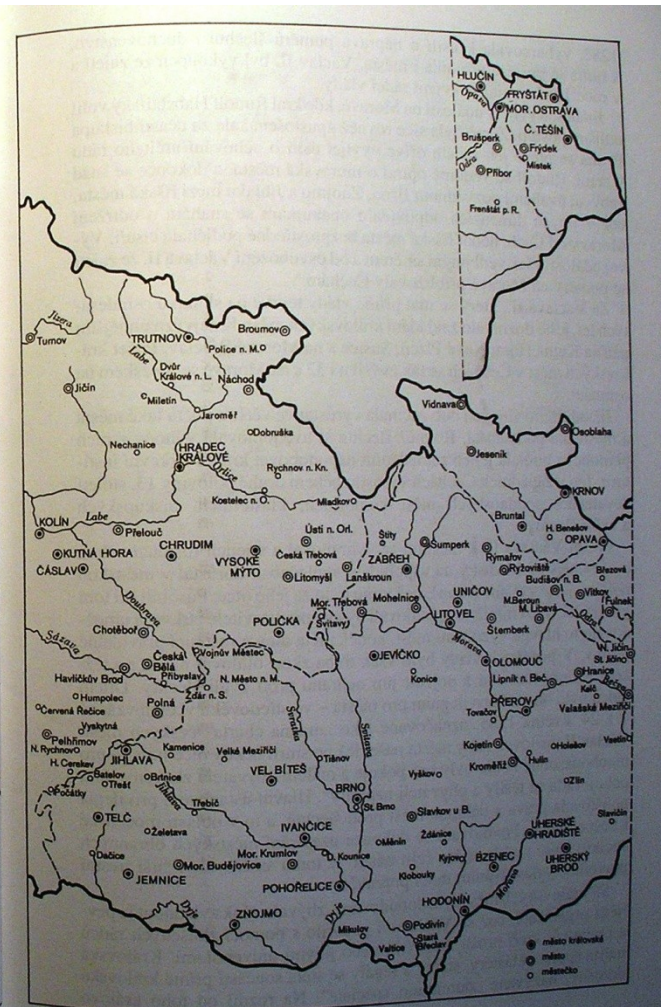 HLUČÍN
FRYŠTÁT
MOR. OSTRAVA
Opava
Č. TĚŠÍN
Brušperk
Frýdek
Místek
Odra
Příbor
Frenštát p. R.
Jizera
Turnov
TRUTNOV
Broumov
Police n. M.
Labe
Dvůr
Králové n. L.
Náchod
Jičín
Miletín
Jaroměř
Vidnava
Osoblaha
Dobruška
Nechanice
HRADEC
KRÁLOVÉ
Jeseník
Orlice
Rychnov n. Kn.
Kostelec n. O.
Mladkov
KRNOV
KOLÍN
Labe
Přelouč
Bruntál
H. Benešov
OPAVA
Ústí n. Orl.
Štíty
Šumperk
KUTNÁ HORA
CHRUDIM
VYSOKÉ
MÝTO
Česká Třebová
ZÁBŘEH
Rýmařov
Ryžoviště
ČÁSLAV
Litomyšl
Lanškroun
Budišov n. B.
Březová
Vítkov
Doubrava
Mor. Třebová
Mohelnice
UNIČOV
M.Beroun
M. Libavá
Fulnek
Svitavy
LITOVEL
Šternberk
Odra
Chotěboř
POLIČKA
N. Jičín
St. Jičíno
Sázava
Vojnův Městec
JEVÍČKO
Morava
OLOMOUC
Hranice
Česká
Bělá
Konice
Lipník n. Beč.
Kelč
Bečva
Havlíčkův Brod
Přibyslav
Žďár n. S.
N. Město n. M.
PŘEROV
Valašské Meziříčí
Humpolec
Červená Řečice
Polná
Svratka
Svitava
Tovačov
Vyskytná
Pelhřimov
N. Rychnov
JIHLAVA
Kamenice
Velké Meziříčí
Tišnov
Kojetín
Hulín
Holešov
Vsetín
H. Cerekev
Batelov
Třešť
Brtnice
VEL. BÍTEŠ
Vyškov
Kroměříž
Zlín
Počátky
Jihlava
Třebíč
BRNO
St. Brno
Slavkov u B.
Slavičín
TELČ
Želetava
IVANČICE
Měnín
Ždánice
UHERSKÉ
HRADIŠTĚ
Dačice
Mor. Krumlov
D. Kounice
Kyjov
BZENEC
UHERSKÝ
BROD
JEMNICE
Mor. Budějovice
Klobouky
POHOŘELICE
HODONÍN
Morava
Dyje
ZNOJMO
Dyje
Mikulov
Podivín
Valtice
Stará
Břeclav
město královské
město
městečko